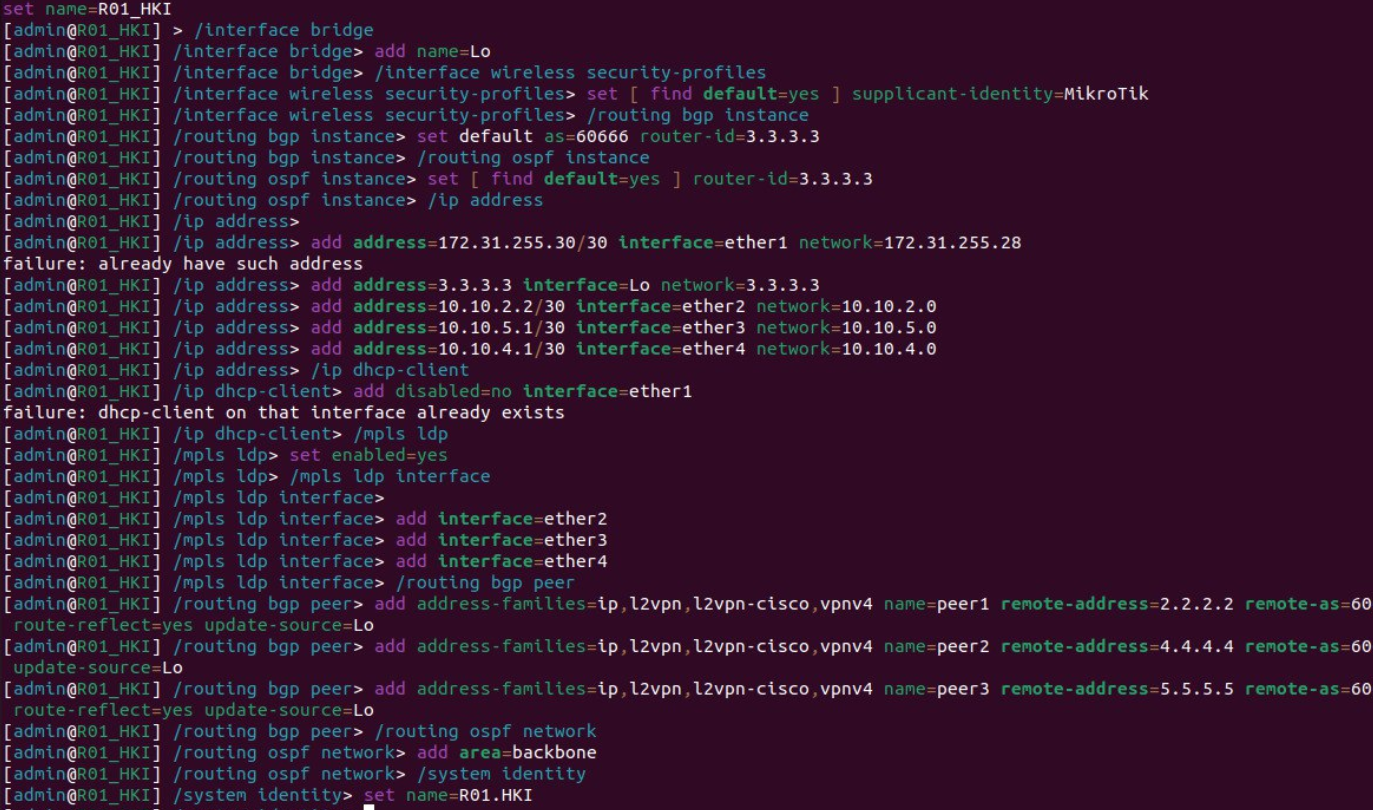 set name=R01_HKI
[admin@R01_HKI] > /interface bridge
[admin@R01_HKI] /interface bridge> add name=Lo
[admin@R01_HKI] /interface bridge> /interface wireless security-profiles
[admin@R01_HKI] /interface wireless security-profiles> set [ find default=yes ] supplicant-identity=MikroTik
[admin@R01_HKI] /interface wireless security-profiles> /routing bgp instance
[admin@R01_HKI] /routing bgp instance> set default as=60666 router-id=3.3.3.3
[admin@R01_HKI] /routing bgp instance> /routing ospf instance
[admin@R01_HKI] /routing ospf instance> set [ find default=yes ] router-id=3.3.3.3
[admin@R01_HKI] /routing ospf instance> /ip address
[admin@R01_HKI] /ip address>
[admin@R01_HKI] /ip address> add address=172.31.255.30/30 interface=ether1 network=172.31.255.28
failure: already have such address
[admin@R01_HKI] /ip address> add address=3.3.3.3 interface=Lo network=3.3.3.3
[admin@R01_HKI] /ip address> add address=10.10.2.2/30 interface=ether2 network=10.10.2.0
[admin@R01_HKI] /ip address> add address=10.10.5.1/30 interface=ether3 network=10.10.5.0
[admin@R01_HKI] /ip address> add address=10.10.4.1/30 interface=ether4 network=10.10.4.0
[admin@R01_HKI] /ip address> /ip dhcp-client
[admin@R01_HKI] /ip dhcp-client> add disabled=no interface=ether1
failure: dhcp-client on that interface already exists
[admin@R01_HKI] /ip dhcp-client> /mpls ldp
[admin@R01_HKI] /mpls ldp> set enabled=yes
[admin@R01_HKI] /mpls ldp> /mpls ldp interface
[admin@R01_HKI] /mpls ldp interface>
[admin@R01_HKI] /mpls ldp interface> add interface=ether2
[admin@R01_HKI] /mpls ldp interface> add interface=ether3
[admin@R01_HKI] /mpls ldp interface> add interface=ether4
[admin@R01_HKI] /mpls ldp interface> /routing bgp peer
[admin@R01_HKI] /routing bgp peer> add address-families=ip,l2vpn,l2vpn-cisco,vpnv4 name=peer1 remote-address=2.2.2.2 remote-as=60
route-reflect=yes update-source=Lo
[admin@R01_HKI] /routing bgp peer> add address-families=ip,l2vpn,l2vpn-cisco,vpnv4 name=peer2 remote-address=4.4.4.4 remote-as=60
update-source=Lo
[admin@R01_HKI] /routing bgp peer> add address-families=ip,l2vpn,l2vpn-cisco,vpnv4 name=peer3 remote-address=5.5.5.5 remote-as=60
route-reflect=yes update-source=Lo
[admin@R01_HKI] /routing bgp peer> /routing ospf network
[admin@R01_HKI] /routing ospf network> add area=backbone
[admin@R01_HKI] /routing ospf network> /system identity
[admin@R01_HKI] /system identity> set name=R01.HKI